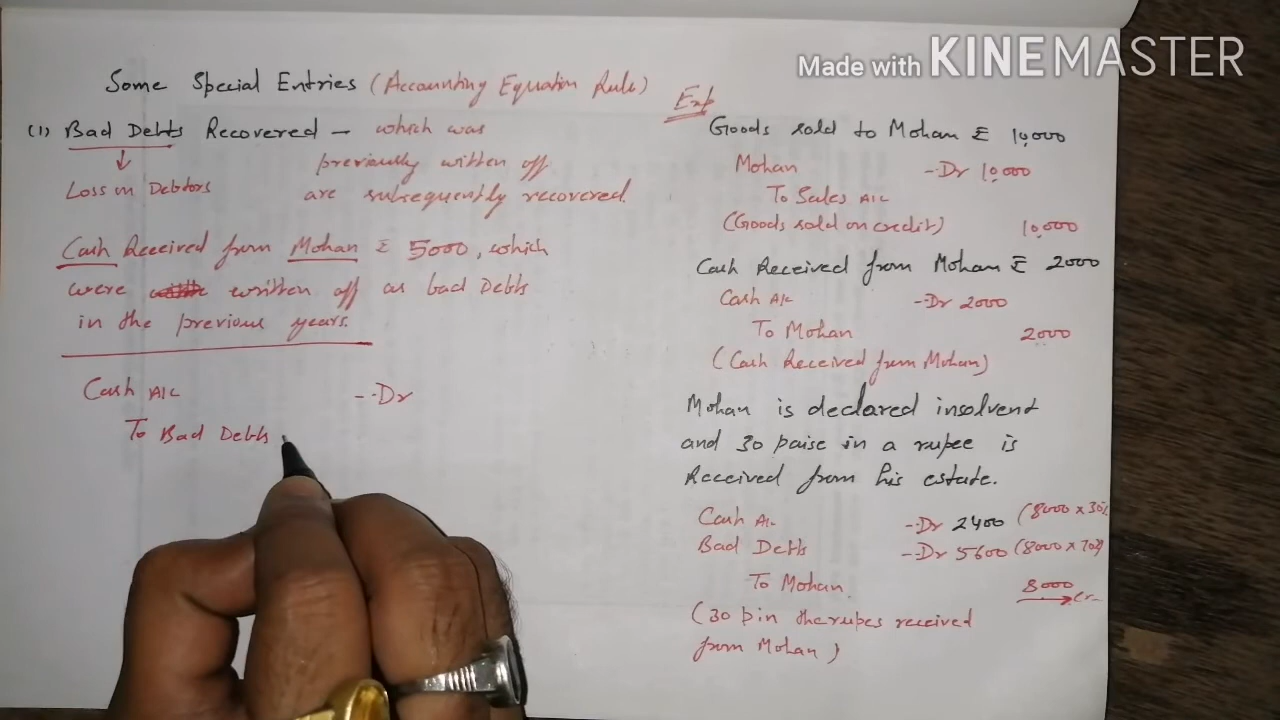 Made with KINEMASTER
Some Special Entries (Accounting Equation Rule)
(1) Bad Debts Recovered — which was
previously written off
Loss on Debtors
are subsequently recovered.
Cash Received from Mohan ₹ 5000, which
were written off as bad Debts
in the previous years.
Cash A/c --Dr
To Bad Debts
Exp
Goods sold to Mohan ₹ 10,000
Mohan --Dr 10,000
To Sales A/c
(Goods sold on credit) 10,000
Cash Received from Mohan ₹ 2000
Cash A/c --Dr 2000
To Mohan 2000
(Cash Received from Mohan)
Mohan is declared insolvent
and 30 paise in a rupee is
Received from his estate.
Cash A/c --Dr 2400 (8000 x 30%
Bad Debts --Dr 5600 (8000 x 70%)
To Mohan. 8000
Cr-
(30 p in the rupes received
from Mohan)